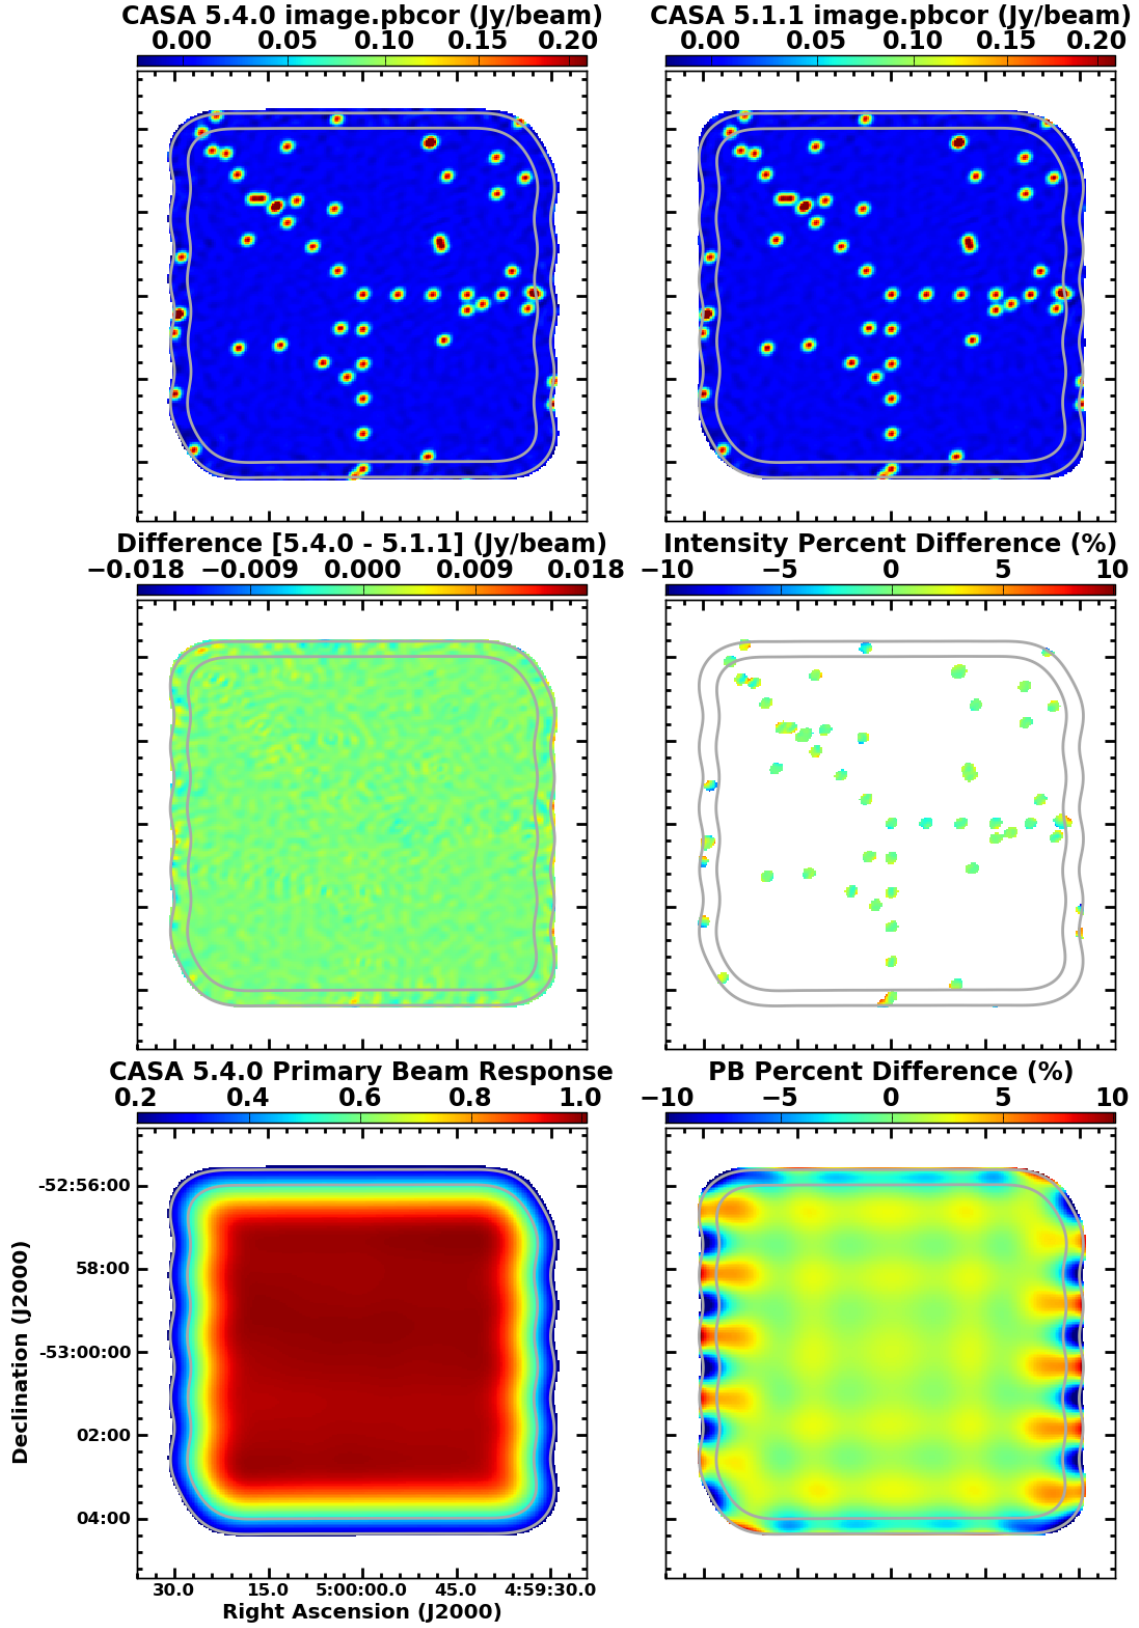 CASA 5.4.0 image.pbcor (Jy/beam)
0.00 0.05 0.10 0.15 0.20
CASA 5.1.1 image.pbcor (Jy/beam)
0.00 0.05 0.10 0.15 0.20
Difference [5.4.0 - 5.1.1] (Jy/beam)
−0.018 −0.009 0.000 0.009 0.018
Intensity Percent Difference (%)
−10 −5 0 5 10
CASA 5.4.0 Primary Beam Response
0.2 0.4 0.6 0.8 1.0
PB Percent Difference (%)
−10 −5 0 5 10
-52:56:00
58:00
-53:00:00
02:00
04:00
Declination (J2000)
30.0 15.0 5:00:00.0 45.0 4:59:30.0
Right Ascension (J2000)